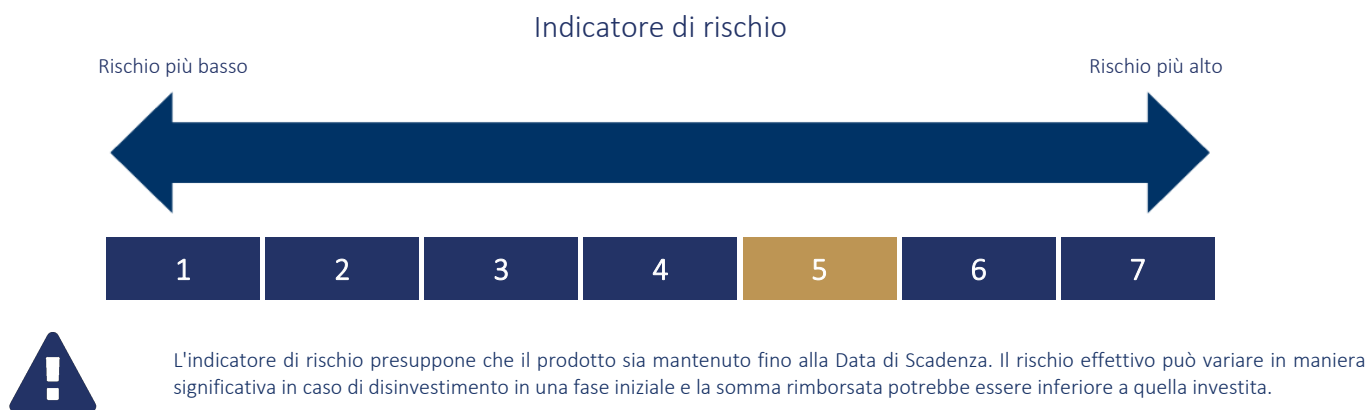 Indicatore di rischio
Rischio più basso
Rischio più alto
1
2
3
4
5
6
7
L'indicatore di rischio presuppone che il prodotto sia mantenuto fino alla Data di Scadenza. Il rischio effettivo può variare in maniera
significativa in caso di disinvestimento in una fase iniziale e la somma rimborsata potrebbe essere inferiore a quella investita.